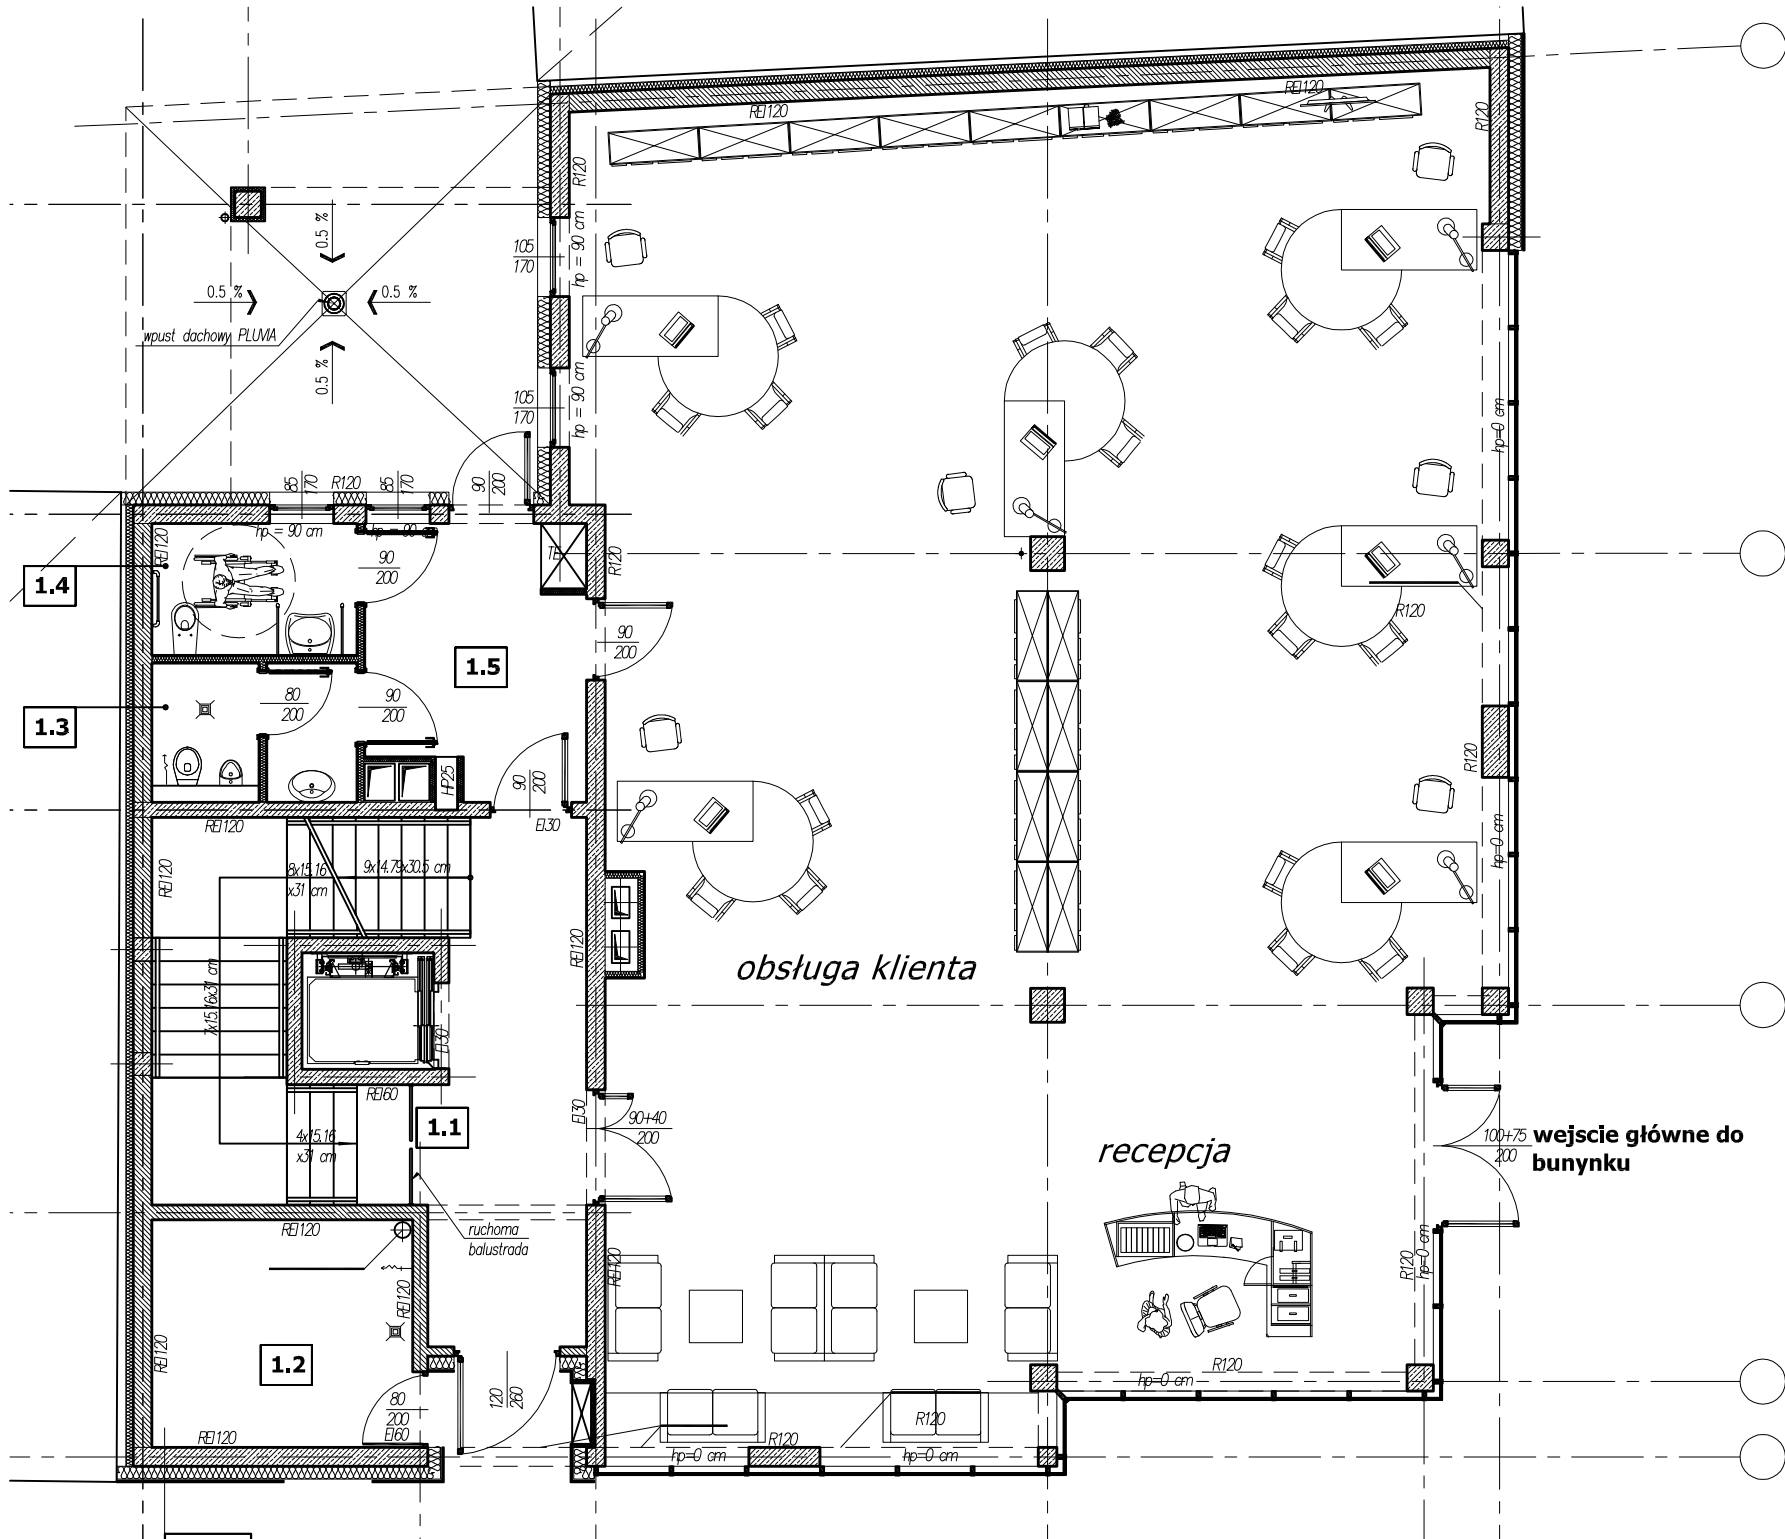 REI120
REI120
R120
R120
0.5 %
0.5 %
0.5 %
0.5 %
wpust dachowy PLUVIA
105
170
hp = 90 cm
105
170
hp = 90 cm
hp=0 cm
85
170
R120
85
170
90
200
hp = 90 cm
hp = 90
REI120
TE
R120
1.4
90
200
R120
90
200
1.5
1.3
80
200
90
200
R120
HP25
90
200
EI30
REI120
REI120
8x15.16
x31 cm
9x14.79x30.5 cm
hp=0 cm
REI120
obsługa klienta
7x15.16x31 cm
EI30
REI60
1.1
EI30
90+40
200
4x15.16
x31 cm
recepcja
100+75
200
wejscie główne do
bunynku
REI120
ruchoma
balustrada
REI120
R120
hp=0 cm
REI120
REI120
1.2
R120
hp=0 cm
80
200
EI60
120
260
REI120
R120
R120
hp=0 cm
hp=0 cm